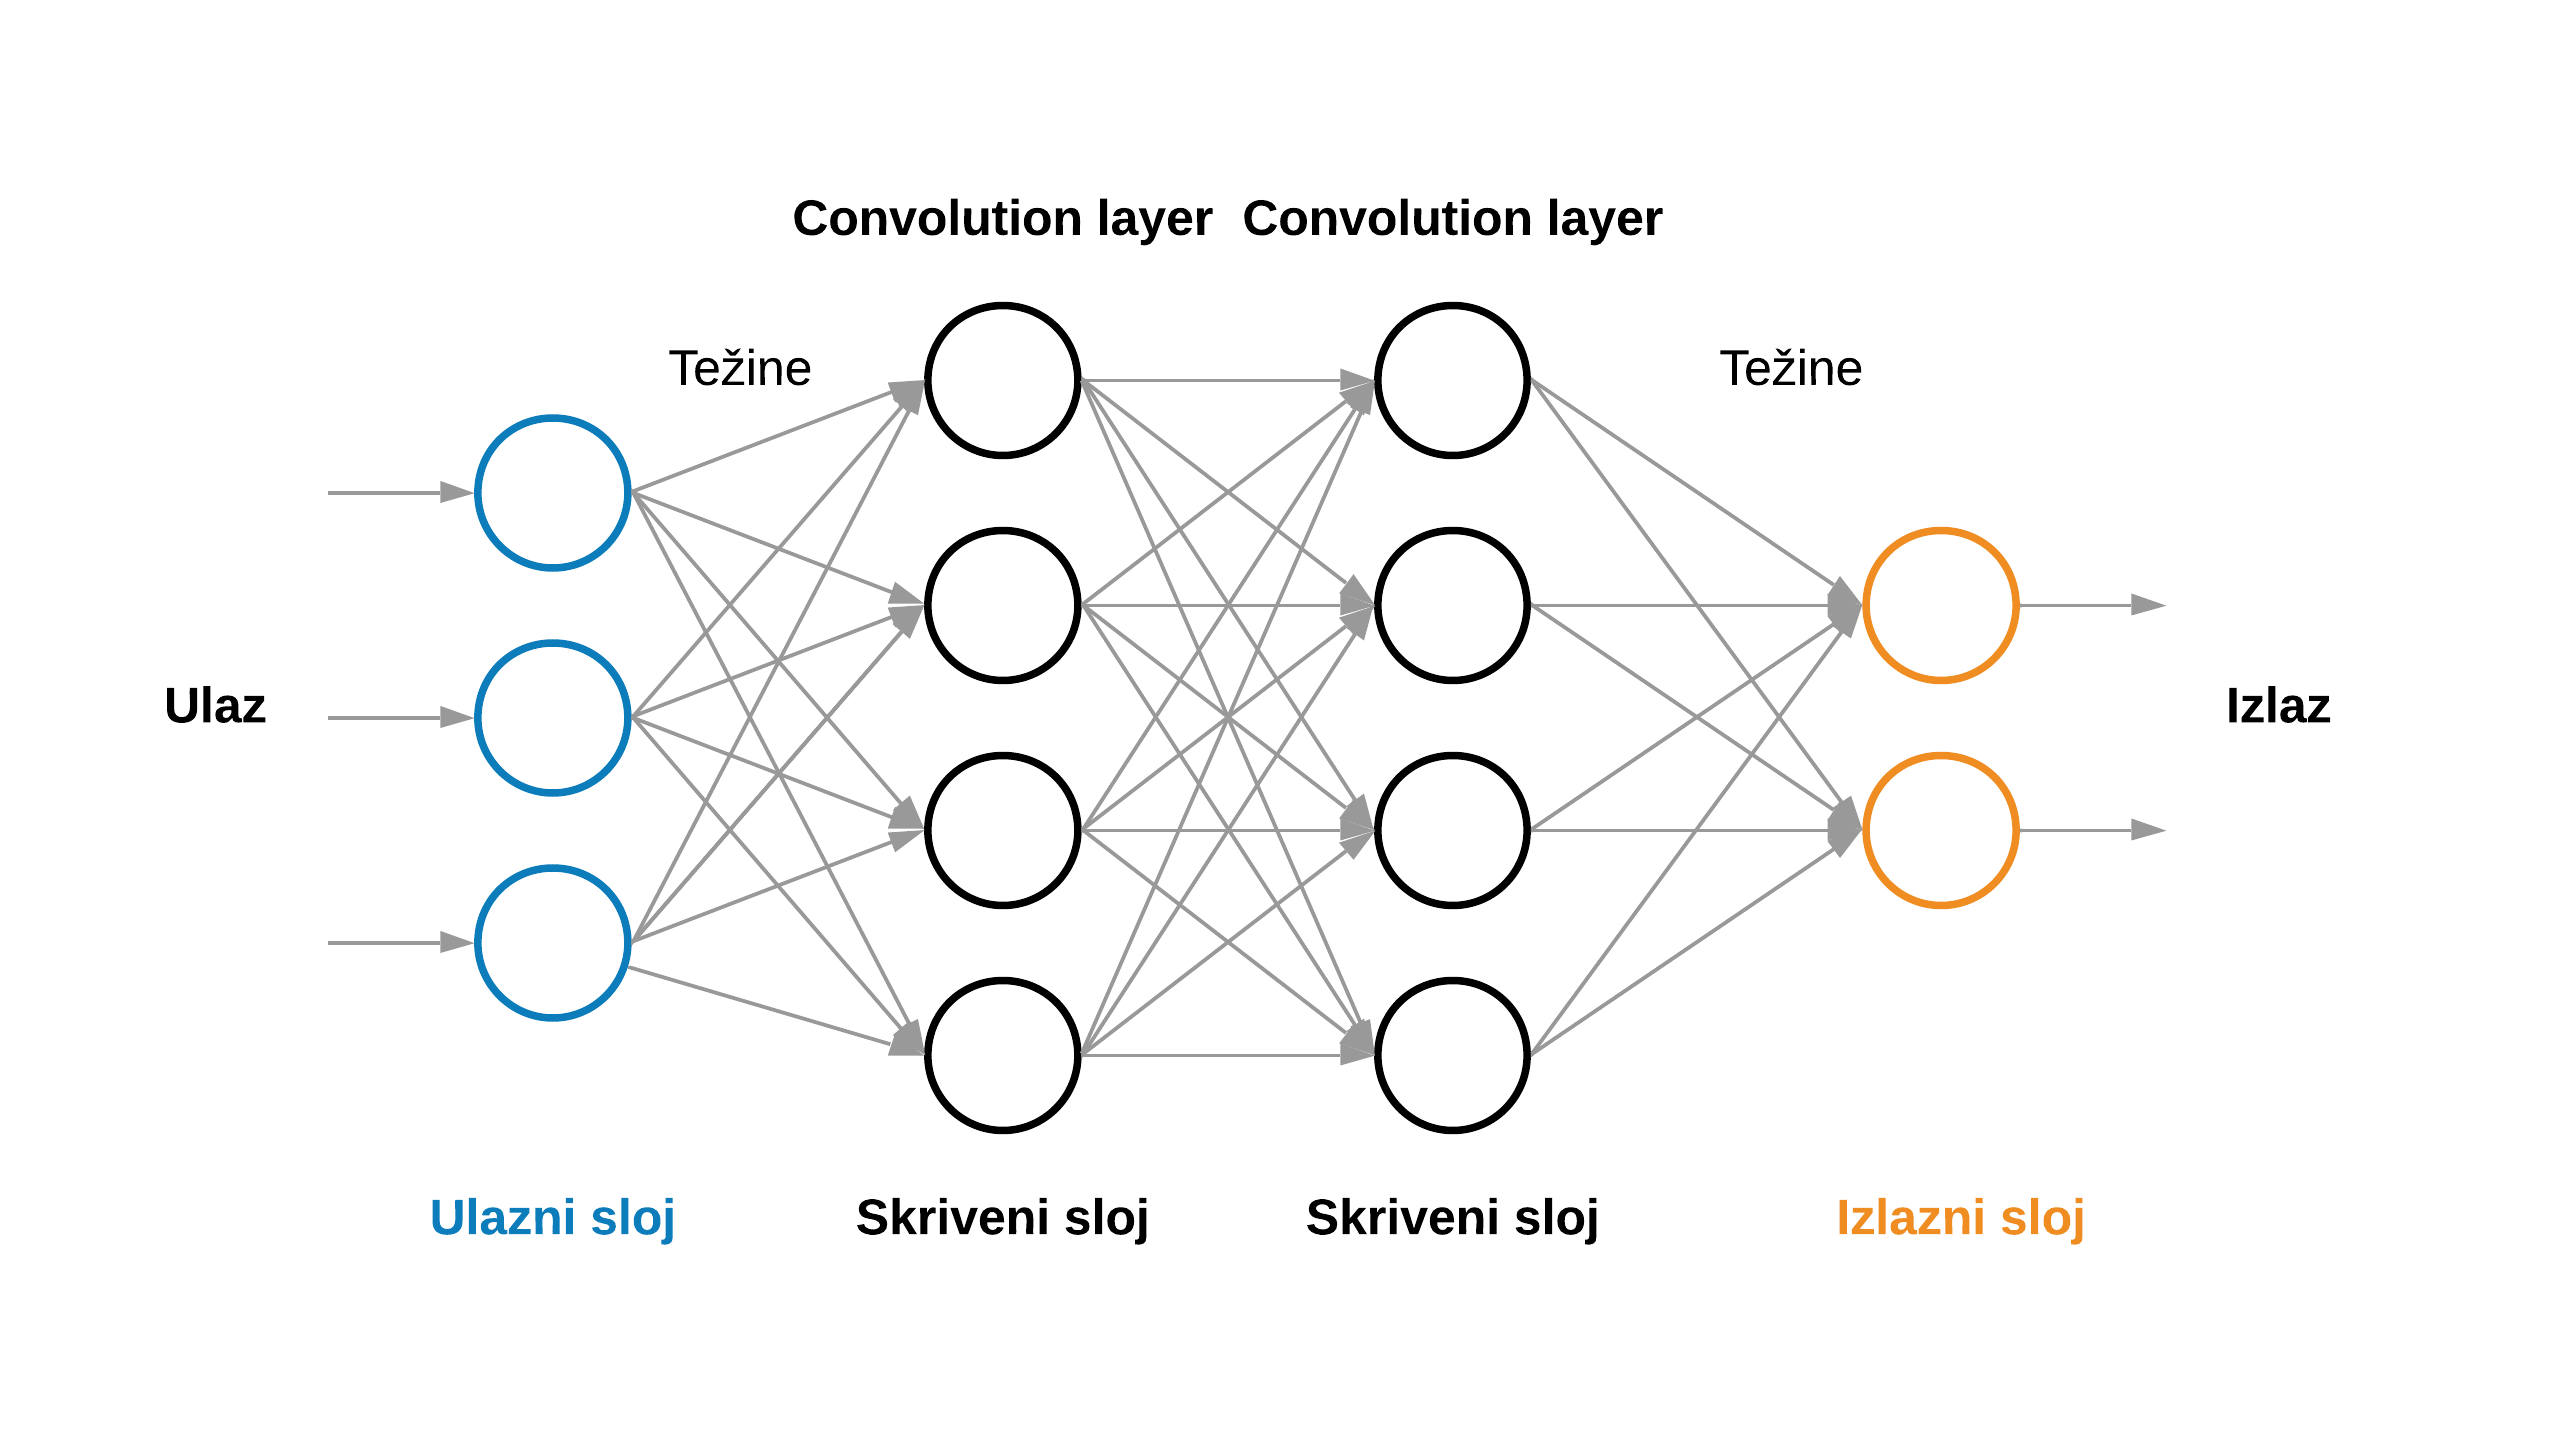 Convolution layer Convolution layer
Težine Težine
Ulaz Izlaz
Ulazni sloj Skriveni sloj Skriveni sloj Izlazni sloj